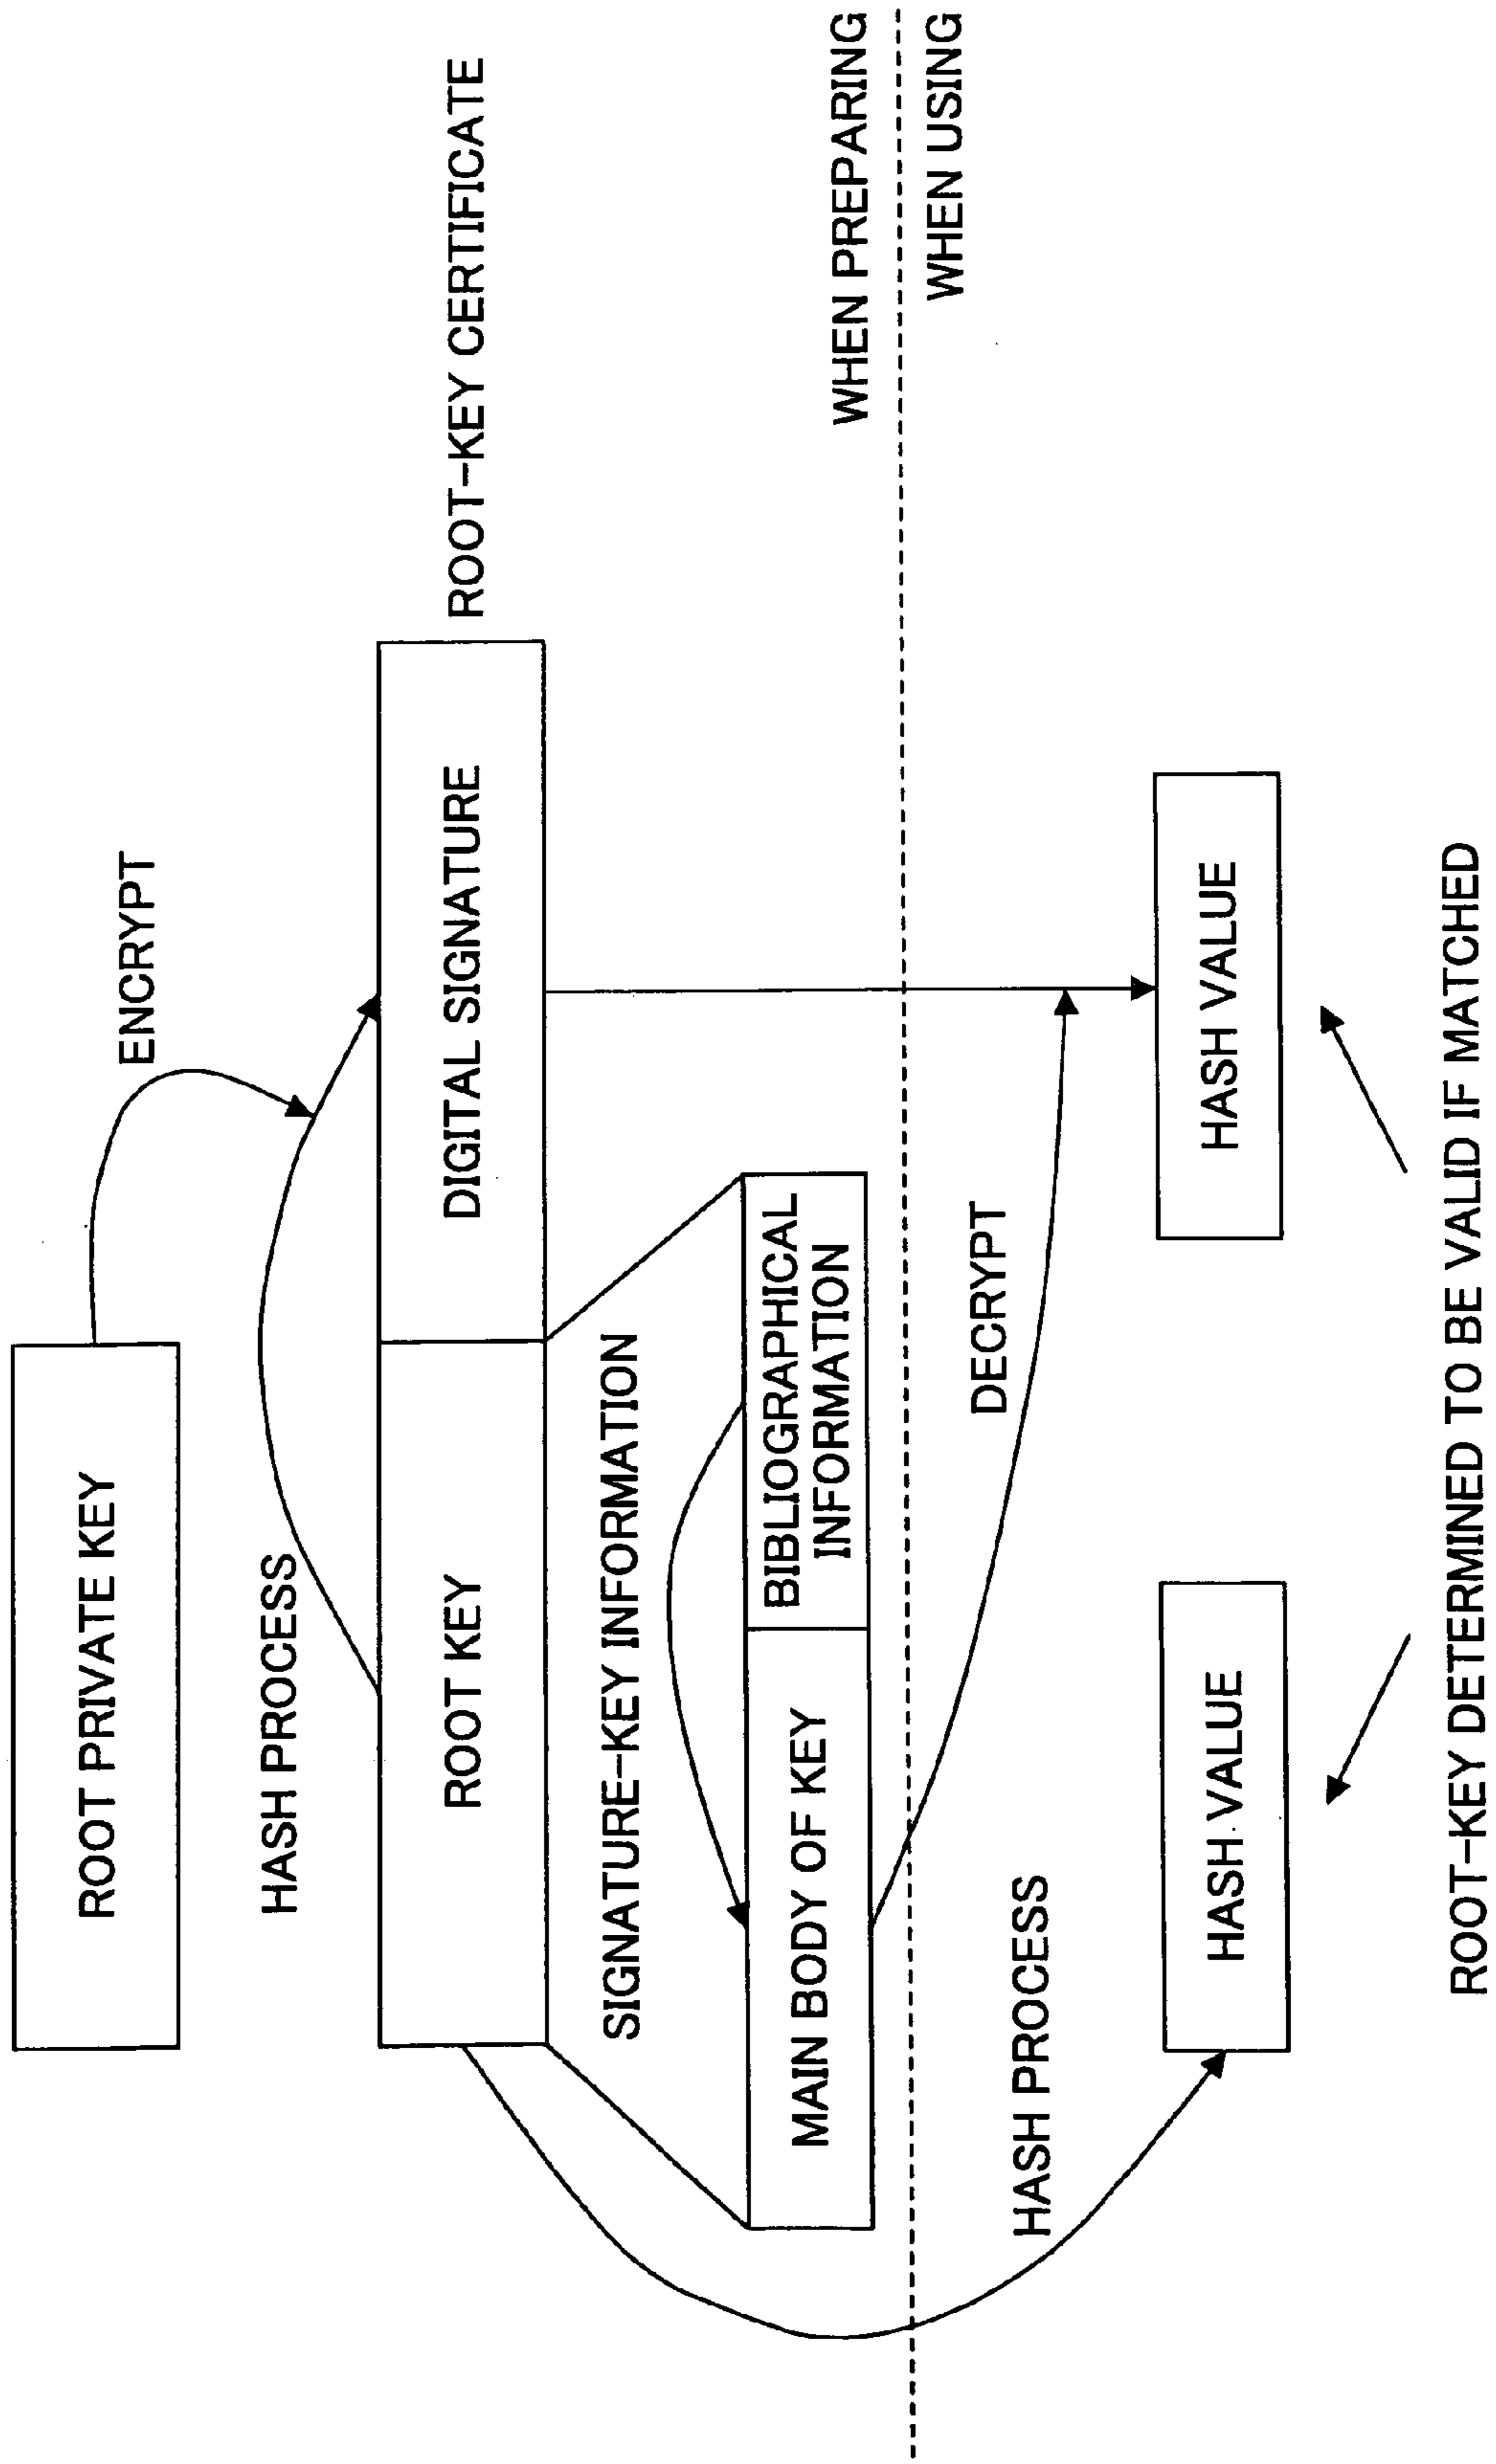 ROOT PRIVATE KEY
ENCRYPT
HASH PROCESS
ROOT KEY
DIGITAL SIGNATURE
ROOT-KEY CERTIFICATE
SIGNATURE-KEY INFORMATION
MAIN BODY OF KEY
BIBLIOGRAPHICAL
INFORMATION
WHEN PREPARING
WHEN USING
DECRYPT
HASH PROCESS
HASH VALUE
HASH VALUE
ROOT-KEY DETERMINED TO BE VALID IF MATCHED